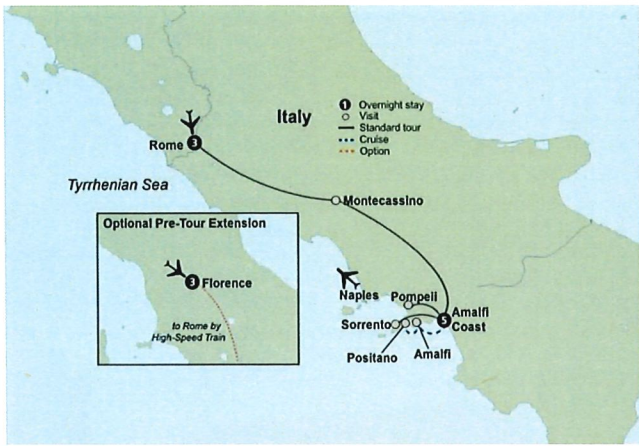 Italy
1 Overnight stay
Visit
Standard tour
Cruise
Option
Rome 3
Tyrrhenian Sea
Montecassino
Optional Pre-Tour Extension
3 Florence
to Rome by
High-Speed Train
Naples
Pompeii
Sorrento
5 Amalfi
Coast
Positano
Amalfi